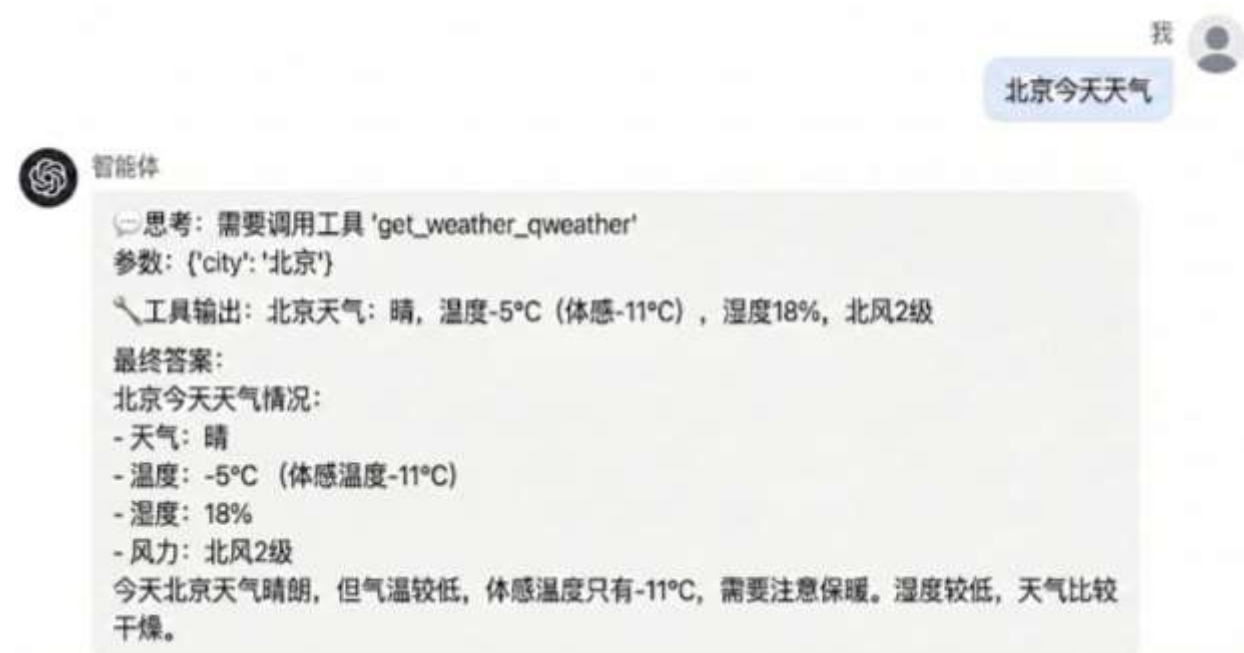 我
北京今天天气
智能体
💬思考：需要调用工具 'get_weather_qweather'
参数：{'city': '北京'}
🔧工具输出：北京天气：晴，温度-5°C（体感-11°C），湿度18%，北风2级
最终答案：
北京今天天气情况：
- 天气：晴
- 温度：-5°C （体感温度-11°C）
- 湿度：18%
- 风力：北风2级
今天北京天气晴朗，但气温较低，体感温度只有-11°C，需要注意保暖。湿度较低，天气比较
干燥。